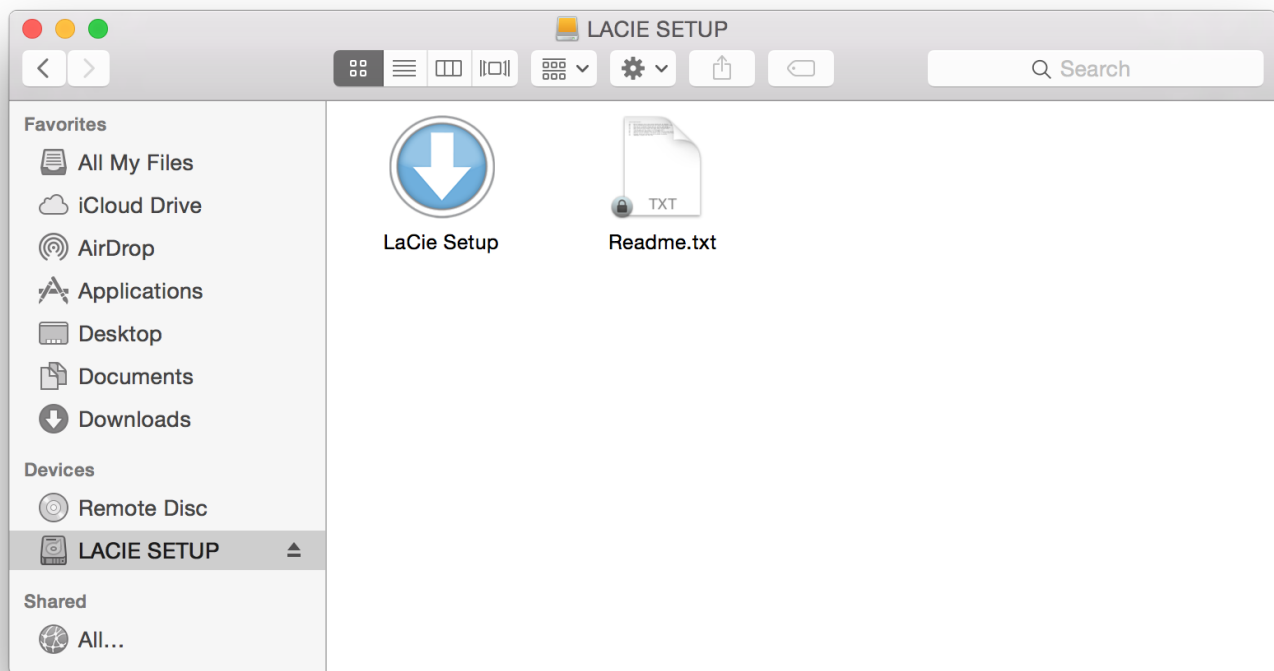 LACIE SETUP
Search
Favorites
All My Files
iCloud Drive
AirDrop
Applications
Desktop
Documents
Downloads
Devices
Remote Disc
LACIE SETUP
Shared
All...
TXT
LaCie Setup
Readme.txt